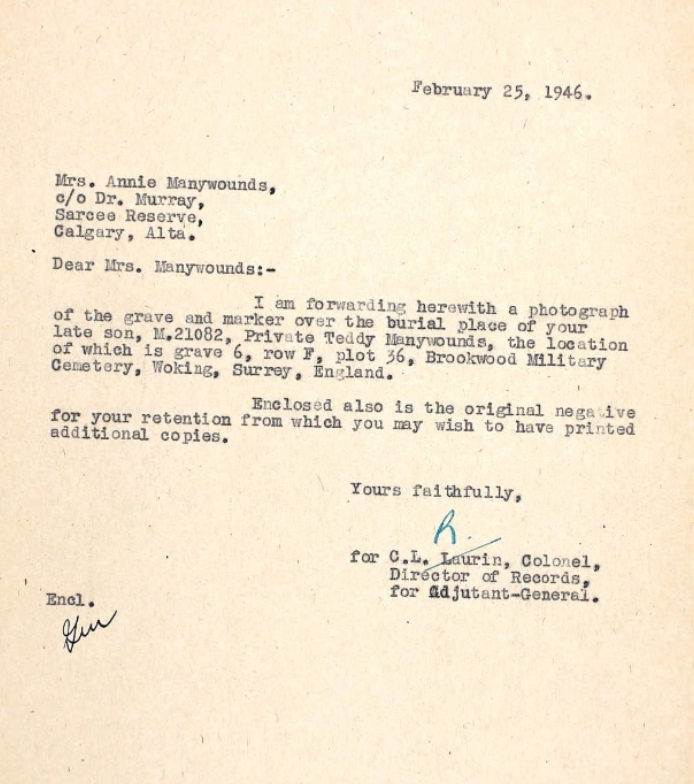 February 25, 1946.
Mrs. Annie Manywounds,
c/o Dr. Murray,
Sarcee Reserve,
Calgary, Alta.
Dear Mrs. Manywounds:-
I am forwarding herewith a photograph
of the grave and marker over the burial place of your
late son, M.21082, Private Teddy Manywounds, the location
of which is grave 6, row F, plot 36, Brookwood Military
Cemetery, Woking, Surrey, England.
Enclosed also is the original negative
for your retention from which you may wish to have printed
additional copies.
Yours faithfully,
R.
for C.L. Laurin, Colonel,
Director of Records,
for Adjutant-General.
Encl.